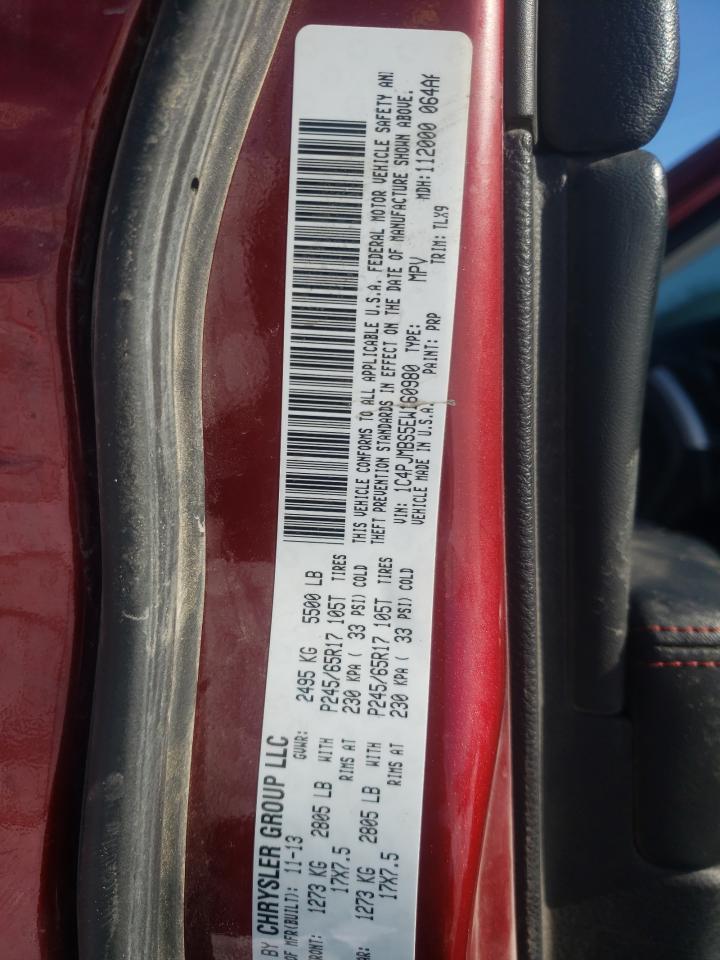 BY CHRYSLER GROUP LLC
OF MFR(BUILT): 11-13 GVWR: 2495 KG 5500 LB
FRONT: 1273 KG 2805 LB WITH P245/65R17 105T TIRES
17X7.5 RIMS AT 230 KPA ( 33 PSI) COLD
AR: 1273 KG 2805 LB WITH P245/65R17 105T TIRES
17X7.5 RIMS AT 230 KPA ( 33 PSI) COLD
THIS VEHICLE CONFORMS TO ALL APPLICABLE U.S.A. FEDERAL MOTOR VEHICLE SAFETY AN
THEFT PREVENTION STANDARDS IN EFFECT ON THE DATE OF MANUFACTURE SHOWN ABOVE.
VIN: 1C4PJMBS5EW160980 TYPE: MPV MDH:112000 064A
VEHICLE MADE IN U.S.A. PAINT: PRP TRIM: TLX9